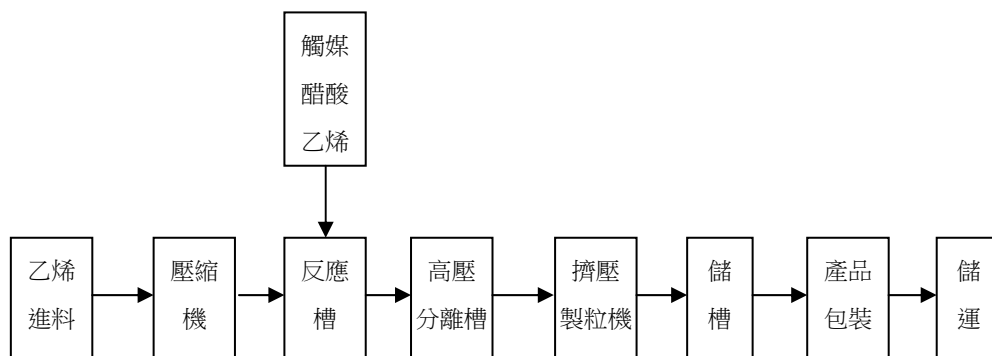 觸媒
醋酸
乙烯
乙烯
進料
壓縮
機
反應
槽
高壓
分離槽
擠壓
製粒機
儲
槽
產品
包裝
儲
運